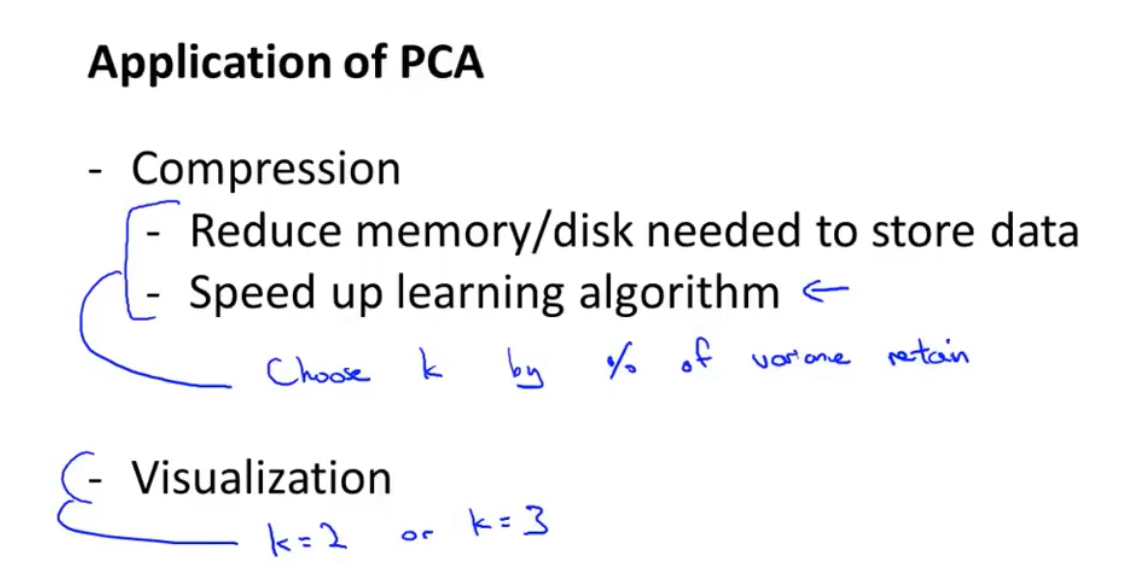 Application of PCA
- Compression
- Reduce memory/disk needed to store data
- Speed up learning algorithm ←
Choose k by % of variance retain
- Visualization
k=2 or k=3